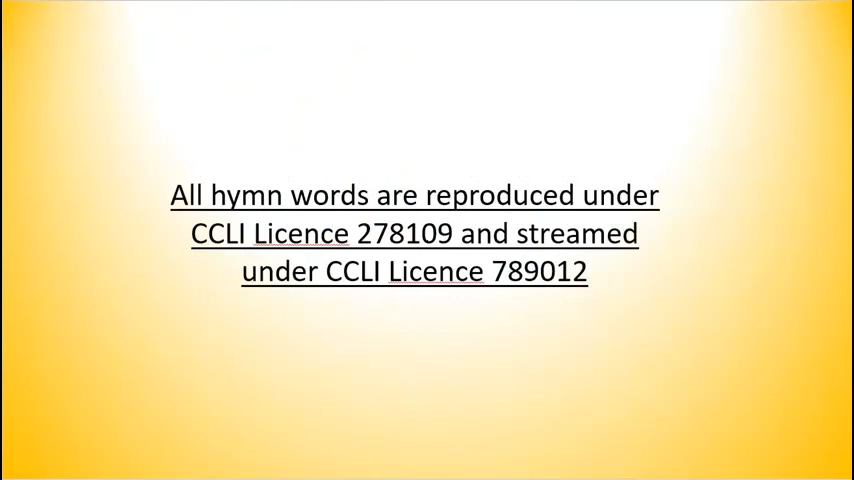 All hymn words are reproduced under
CCLI Licence 278109 and streamed
under CCLI Licence 789012